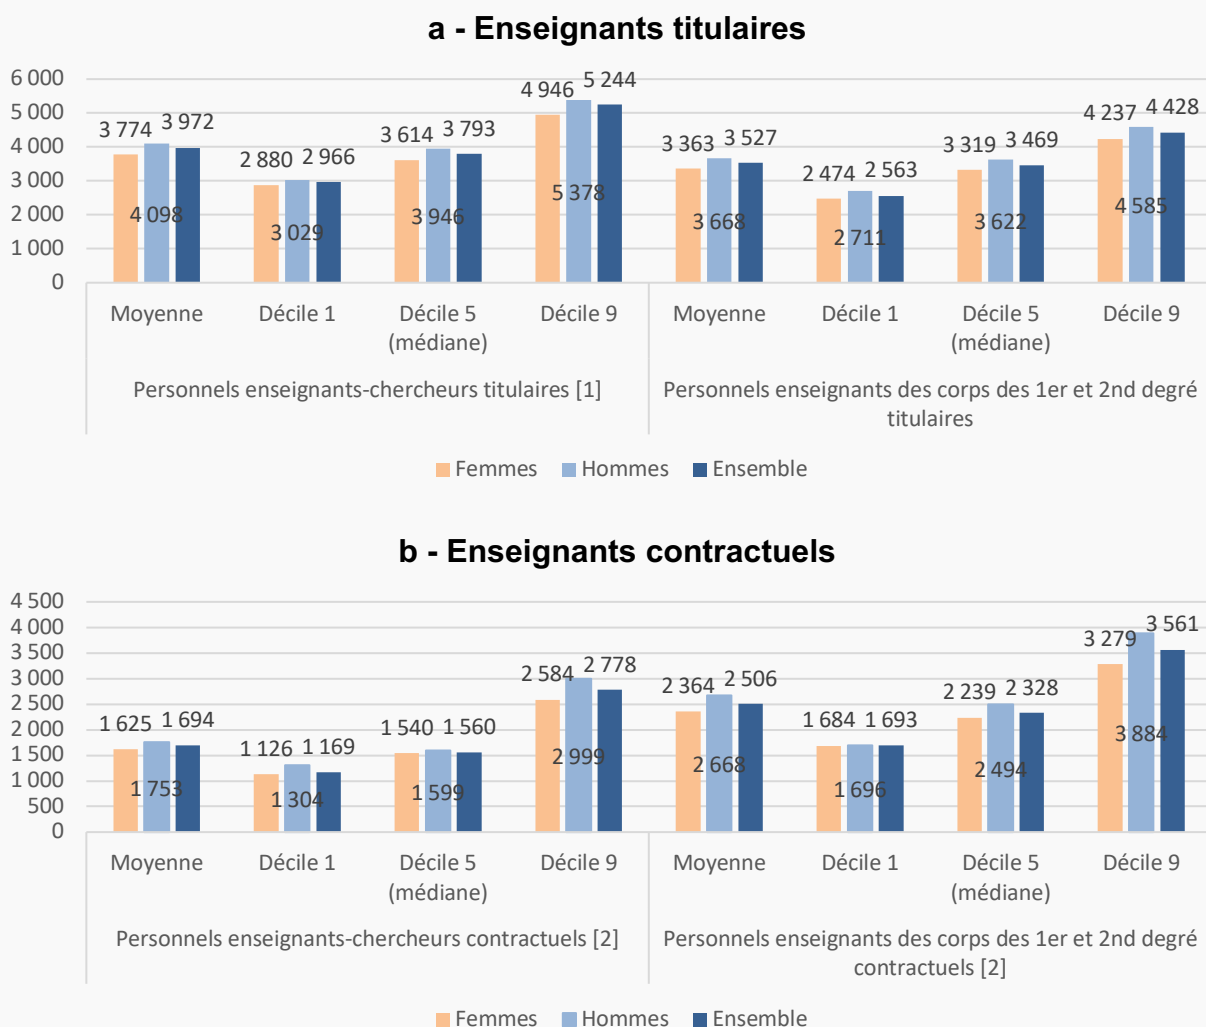 a - Enseignants titulaires
6 000
5 000
4 000
3 000
2 000
1 000
0
3 774
3 972
4 098
2 880
2 966
3 029
3 614
3 793
3 946
4 946
5 244
5 378
3 363
3 527
3 668
2 474
2 563
2 711
3 319
3 469
3 622
4 237
4 428
4 585
Moyenne
Décile 1
Décile 5
(médiane)
Décile 9
Moyenne
Décile 1
Décile 5
(médiane)
Décile 9
Personnels enseignants-chercheurs titulaires [1]
Personnels enseignants des corps des 1er et 2nd degré
titulaires
Femmes Hommes Ensemble
b - Enseignants contractuels
4 500
4 000
3 500
3 000
2 500
2 000
1 500
1 000
500
0
1 625
1 694
1 753
1 126
1 169
1 304
1 540
1 560
1 599
2 584
2 778
2 999
2 364
2 506
2 668
1 684
1 693
1 696
2 239
2 328
2 494
3 279
3 561
3 884
Moyenne
Décile 1
Décile 5
(médiane)
Décile 9
Moyenne
Décile 1
Décile 5
(médiane)
Décile 9
Personnels enseignants-chercheurs contractuels [2]
Personnels enseignants des corps des 1er et 2nd degré
contractuels [2]
Femmes Hommes Ensemble